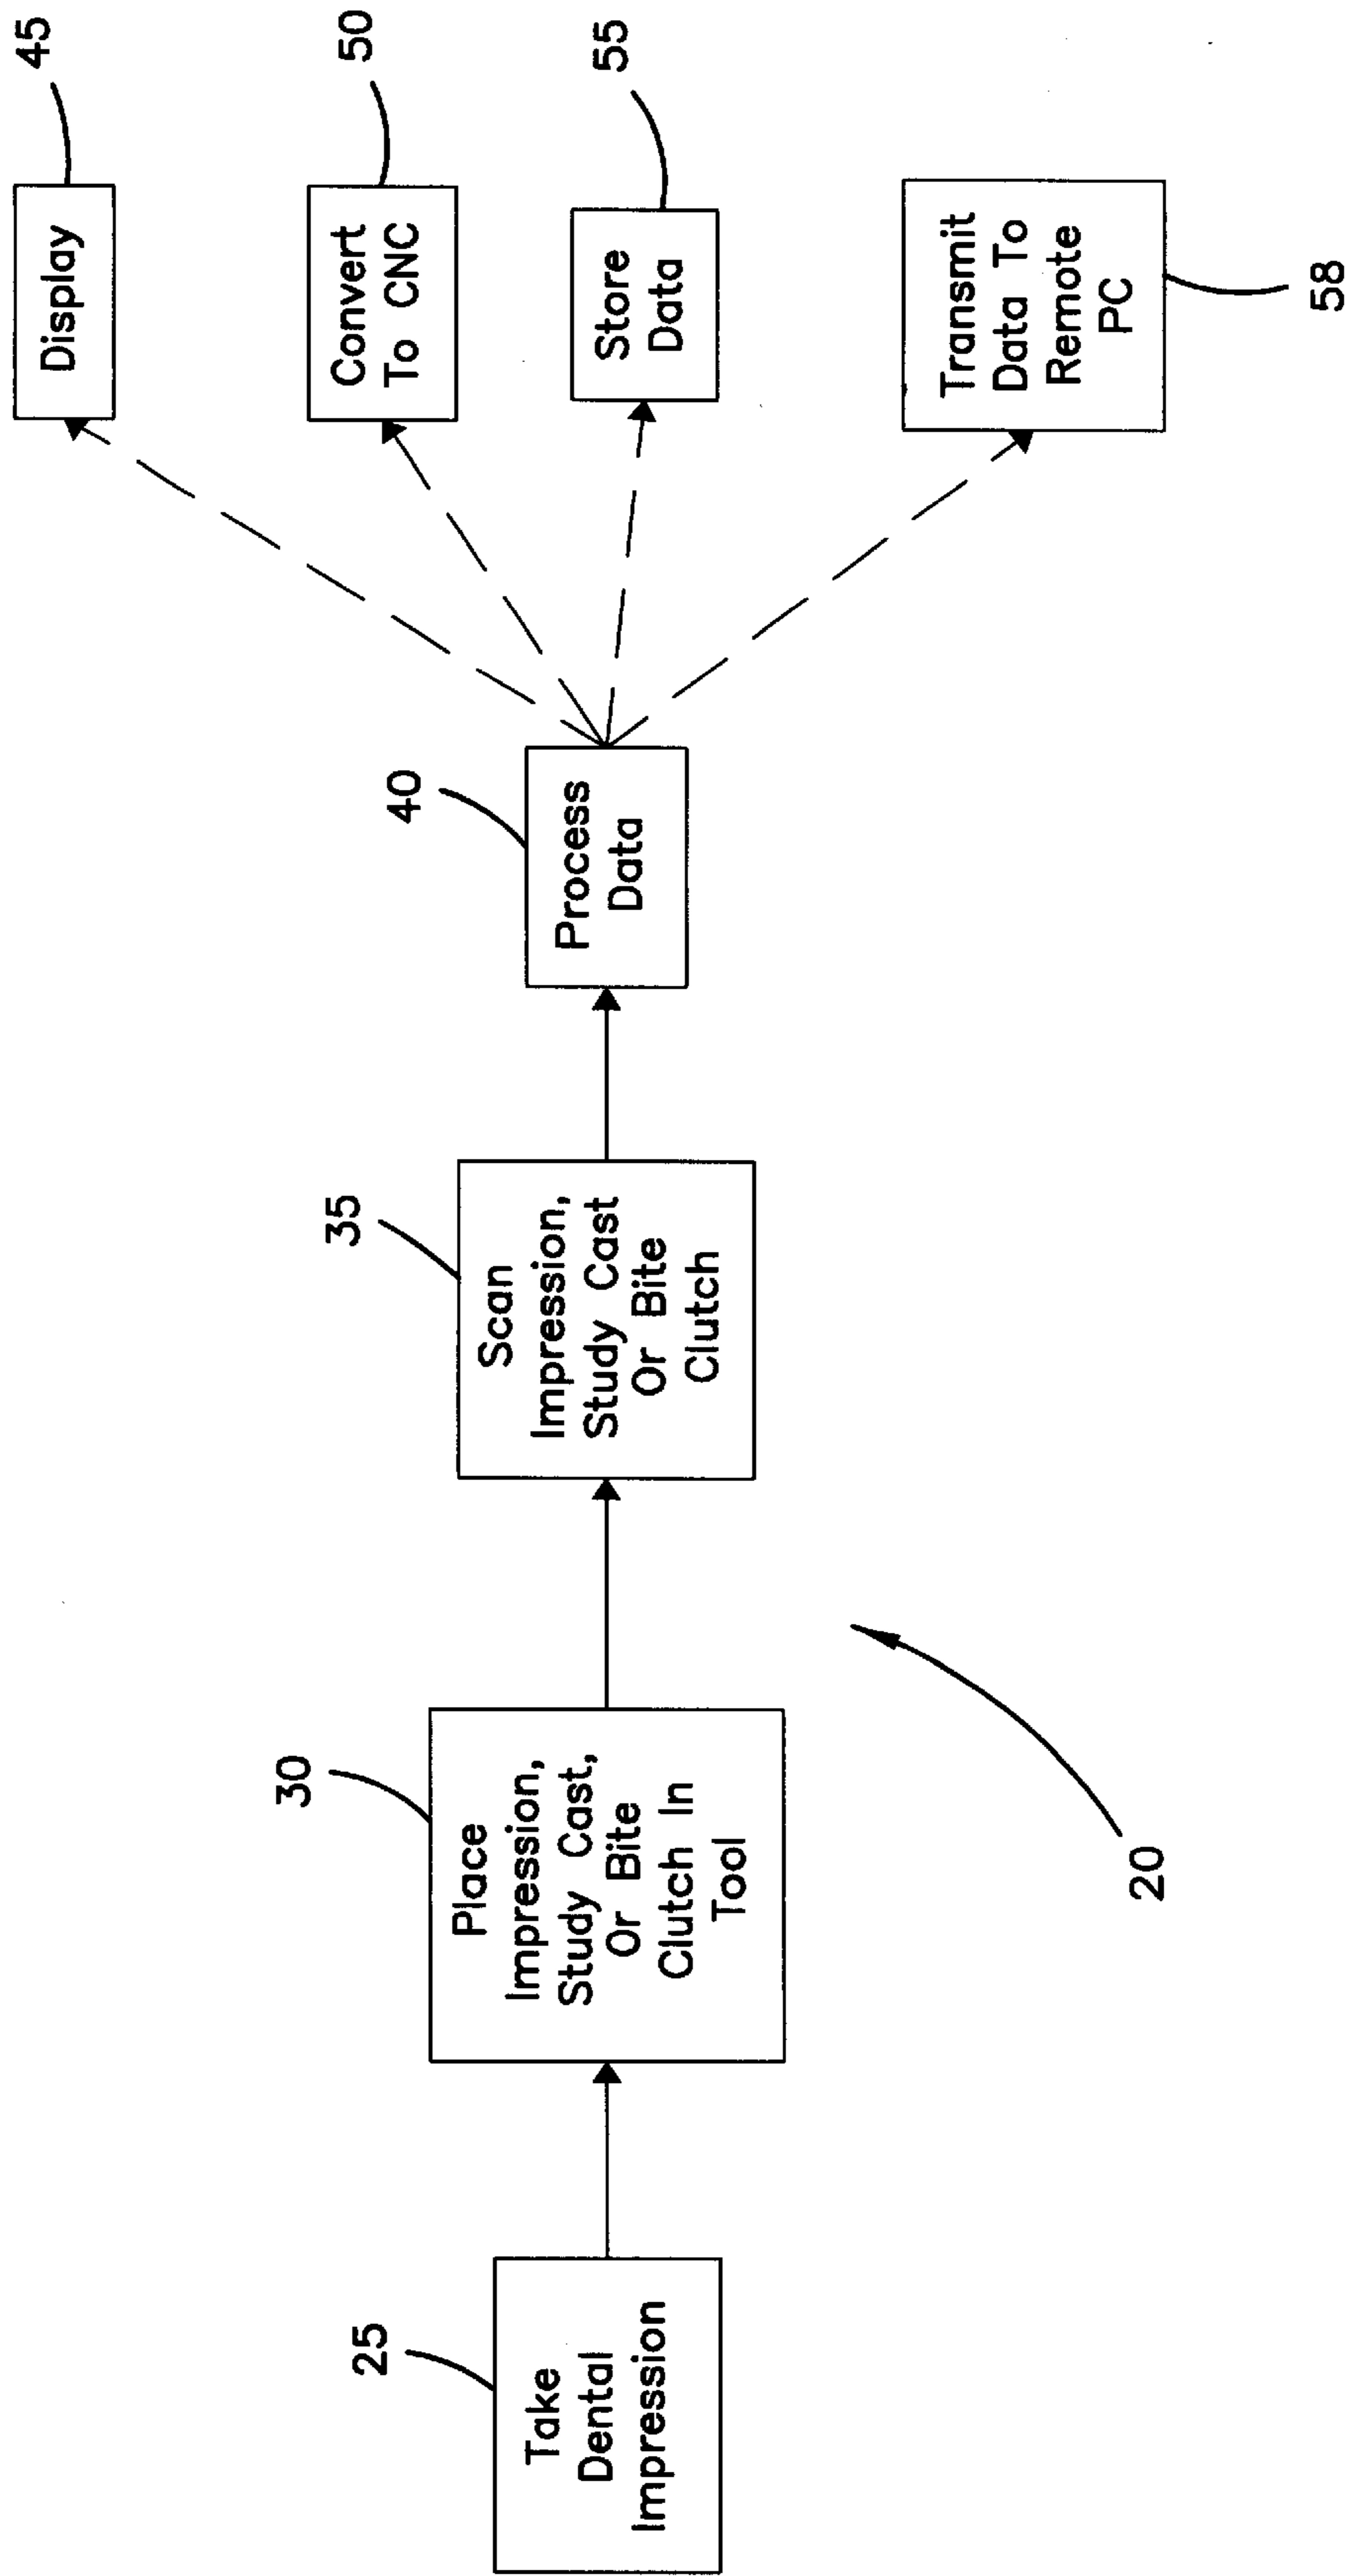 25
Take
Dental
Impression
30
Place
Impression,
Study Cast,
Or Bite
Clutch In
Tool
35
Scan
Impression,
Study Cast
Or Bite
Clutch
40
Process
Data
Display
45
Convert
To CNC
50
Store
Data
55
Transmit
Data To
Remote
PC
58
20